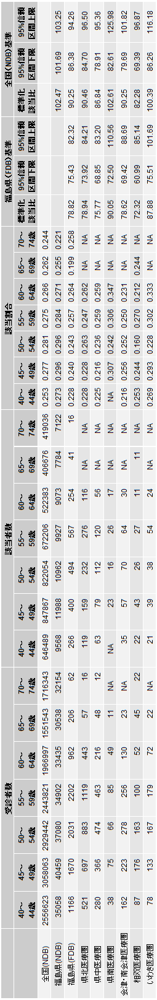 受診者数 該当者数 該当割合 福島県(FDB)基準 全国(NDB)基準
40～44歳 45～49歳 50～54歳 55～59歳 60～64歳 65～69歳 70～74歳 40～44歳 45～49歳 50～54歳 55～59歳 60～64歳 65～69歳 70～74歳 40～44歳 45～49歳 50～54歳 55～59歳 60～64歳 65～69歳 70～74歳 標準化該当比 95%信頼区間下限 95%信頼区間上限 標準化該当比 95%信頼区間下限 95%信頼区間上限
全国(NDB) 2556623 3058063 2929442 2443821 1966997 1551543 1716343 646489 847867 822054 672206 522383 406676 419036 0.253 0.277 0.281 0.275 0.266 0.262 0.244
福島県(NDB) 35058 40459 37080 34902 33435 30538 32154 9568 11988 10962 9927 9073 7784 7122 0.273 0.296 0.296 0.284 0.271 0.255 0.221 102.47 101.69 103.25
福島県(FDB) 1166 1670 2031 2202 962 206 62 266 400 494 567 254 41 16 0.228 0.240 0.243 0.257 0.264 0.199 0.258 78.82 75.43 82.32 90.25 86.38 94.26
県北医療圏 521 697 883 1119 443 57 16 119 159 232 276 116 NA NA 0.228 0.228 0.263 0.247 0.262 NA NA 78.94 73.92 84.21 90.46 84.70 96.50
県中医療圏 280 366 474 463 216 48 12 63 79 112 120 56 NA NA 0.225 0.216 0.236 0.259 0.259 NA NA 75.77 68.85 83.20 86.84 78.91 95.36
県南医療圏 38 75 66 85 49 11 NA NA 23 16 26 17 NA NA NA 0.307 0.242 0.306 0.347 NA NA 90.05 72.50 110.56 102.61 82.61 125.98
会津・南会津医療圏 162 223 278 256 130 23 NA 35 57 70 64 30 NA NA 0.216 0.256 0.252 0.250 0.231 NA NA 78.62 69.42 88.69 90.25 79.69 101.82
相双医療圏 87 176 163 100 52 45 22 22 43 26 27 11 11 NA 0.253 0.244 0.160 0.270 0.212 0.244 NA 72.32 60.99 85.14 82.28 69.39 96.87
いわき医療圏 78 133 167 179 72 22 NA 21 39 38 54 24 NA NA 0.269 0.293 0.228 0.302 0.333 NA NA 87.88 75.51 101.69 100.39 86.26 116.18